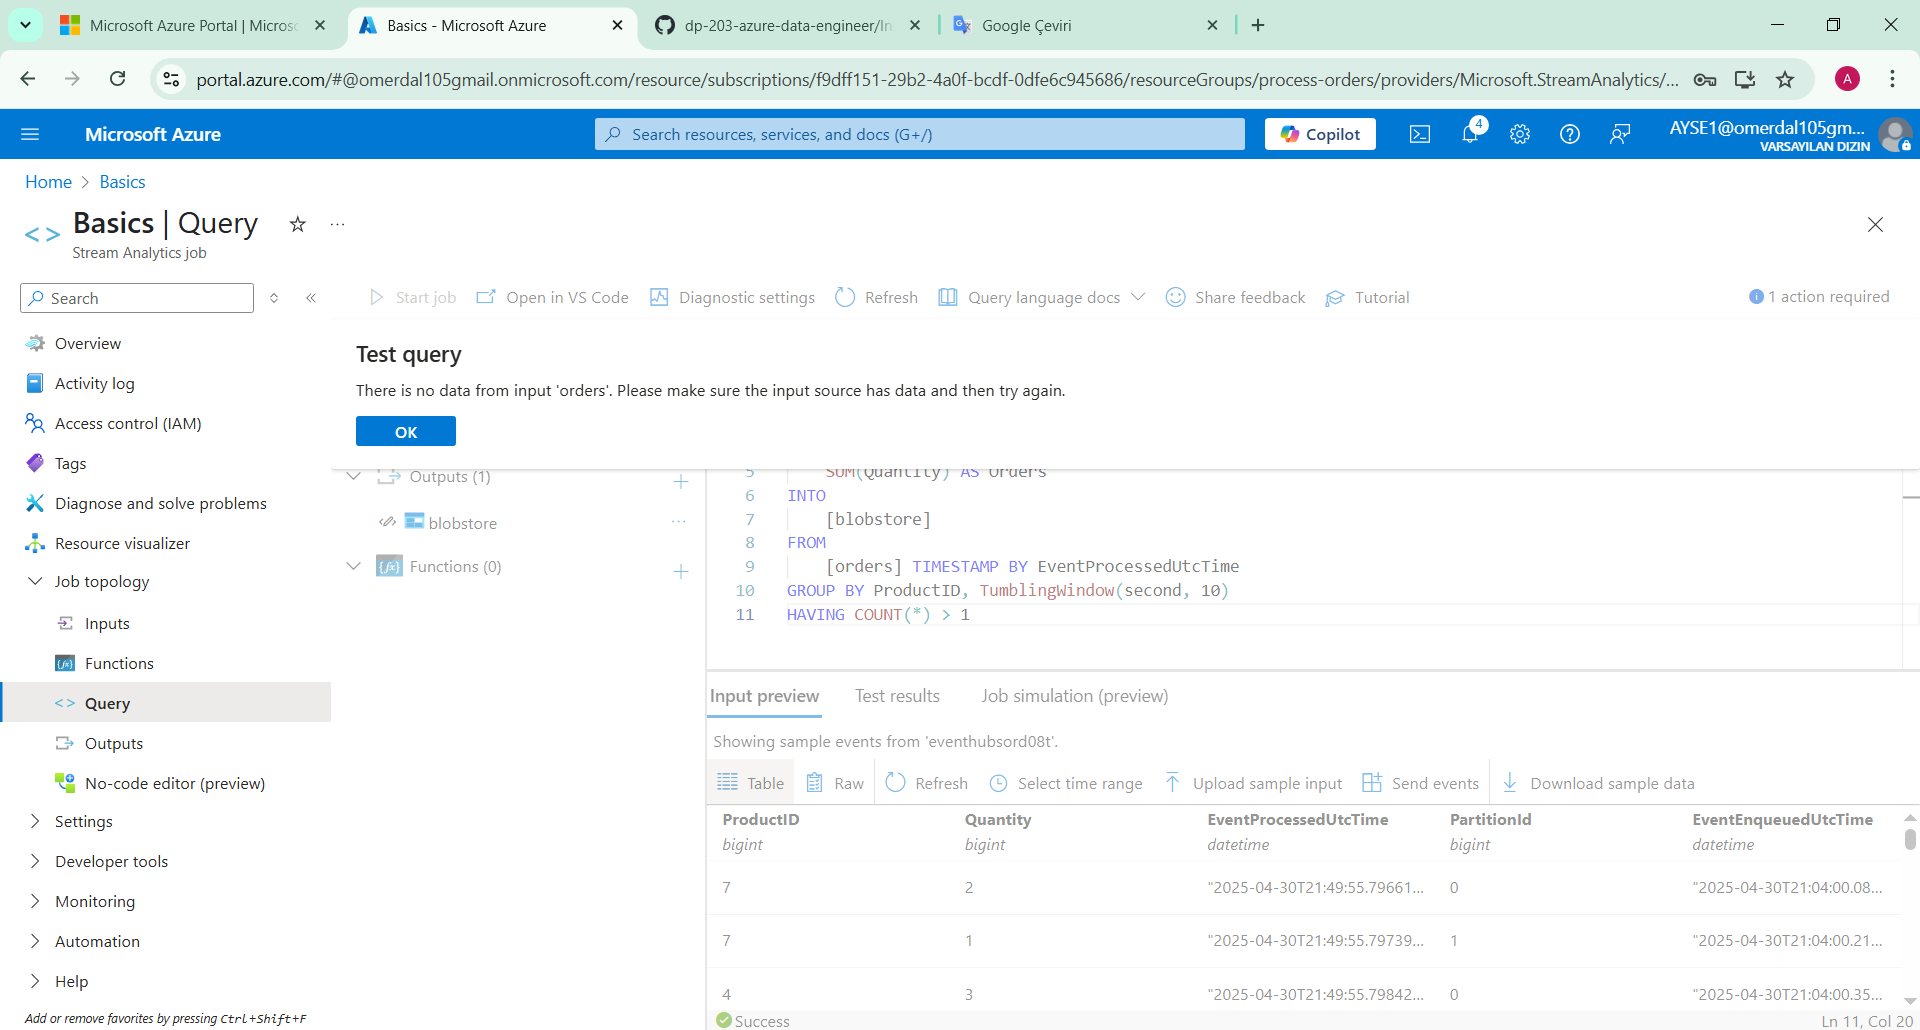 Microsoft Azure Portal | Micros
Basics - Microsoft Azure
dp-203-azure-data-engineer/In
Google Çeviri
portal.azure.com/#@omerdal105gmail.onmicrosoft.com/resource/subscriptions/f9dff151-29b2-4a0f-bcdf-0dfe6c945686/resourceGroups/process-orders/providers/Microsoft.StreamAnalytics/...
A
Microsoft Azure
Search resources, services, and docs (G+/)
Copilot
4
AYSE1@omerdal105gm...
VARSAYILAN DIZIN
Home > Basics
Basics | Query
...
Stream Analytics job
Search
Start job
Open in VS Code
Diagnostic settings
Refresh
Query language docs
Share feedback
Tutorial
1 action required
Overview
Activity log
Access control (IAM)
Tags
Diagnose and solve problems
Resource visualizer
Job topology
Inputs
Functions
Query
Outputs
No-code editor (preview)
Settings
Developer tools
Monitoring
Automation
Help
Add or remove favorites by pressing Ctrl+Shift+F
Test query
There is no data from input 'orders'. Please make sure the input source has data and then try again.
OK
Outputs (1)
blobstore
...
Functions (0)
5 SUM(Quantity) AS Orders
6 INTO
7 [blobstore]
8 FROM
9 [orders] TIMESTAMP BY EventProcessedUtcTime
10 GROUP BY ProductID, TumblingWindow(second, 10)
11 HAVING COUNT(*) > 1
Input preview
Test results
Job simulation (preview)
Showing sample events from 'eventhubsord08t'.
Table
Raw
Refresh
Select time range
Upload sample input
Send events
Download sample data
ProductID Quantity EventProcessedUtcTime PartitionId EventEnqueuedUtcTime
bigint bigint datetime bigint datetime
7 2 "2025-04-30T21:49:55.79661... 0 "2025-04-30T21:04:00.08...
7 1 "2025-04-30T21:49:55.79739... 1 "2025-04-30T21:04:00.21...
4 3 "2025-04-30T21:49:55.79842... 0 "2025-04-30T21:04:00.35...
Success
Ln 11, Col 20